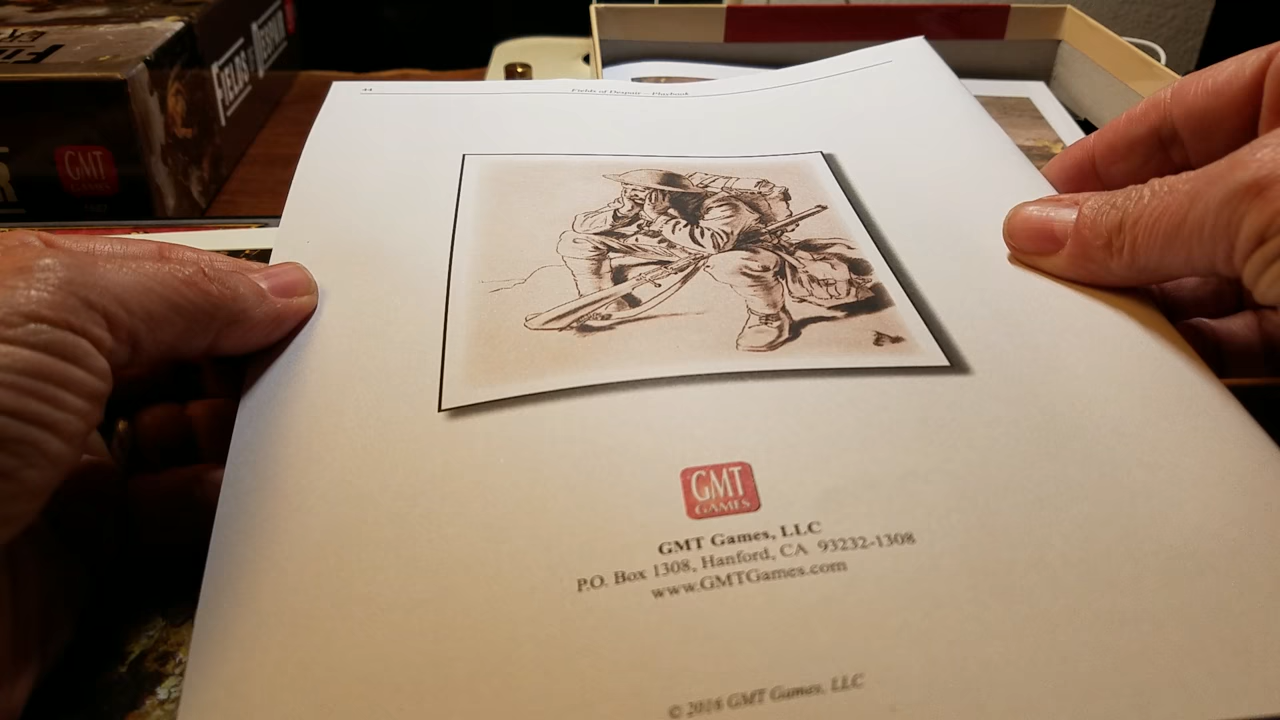 FIELDS OF DESPAIR
GMT
GAMES
44
Fields of Despair ~ Playbook
GMT
GAMES
GMT Games, LLC
P.O. Box 1308, Hanford, CA 93232-1308
www.GMTGames.com
© 2016 GMT Games, LLC